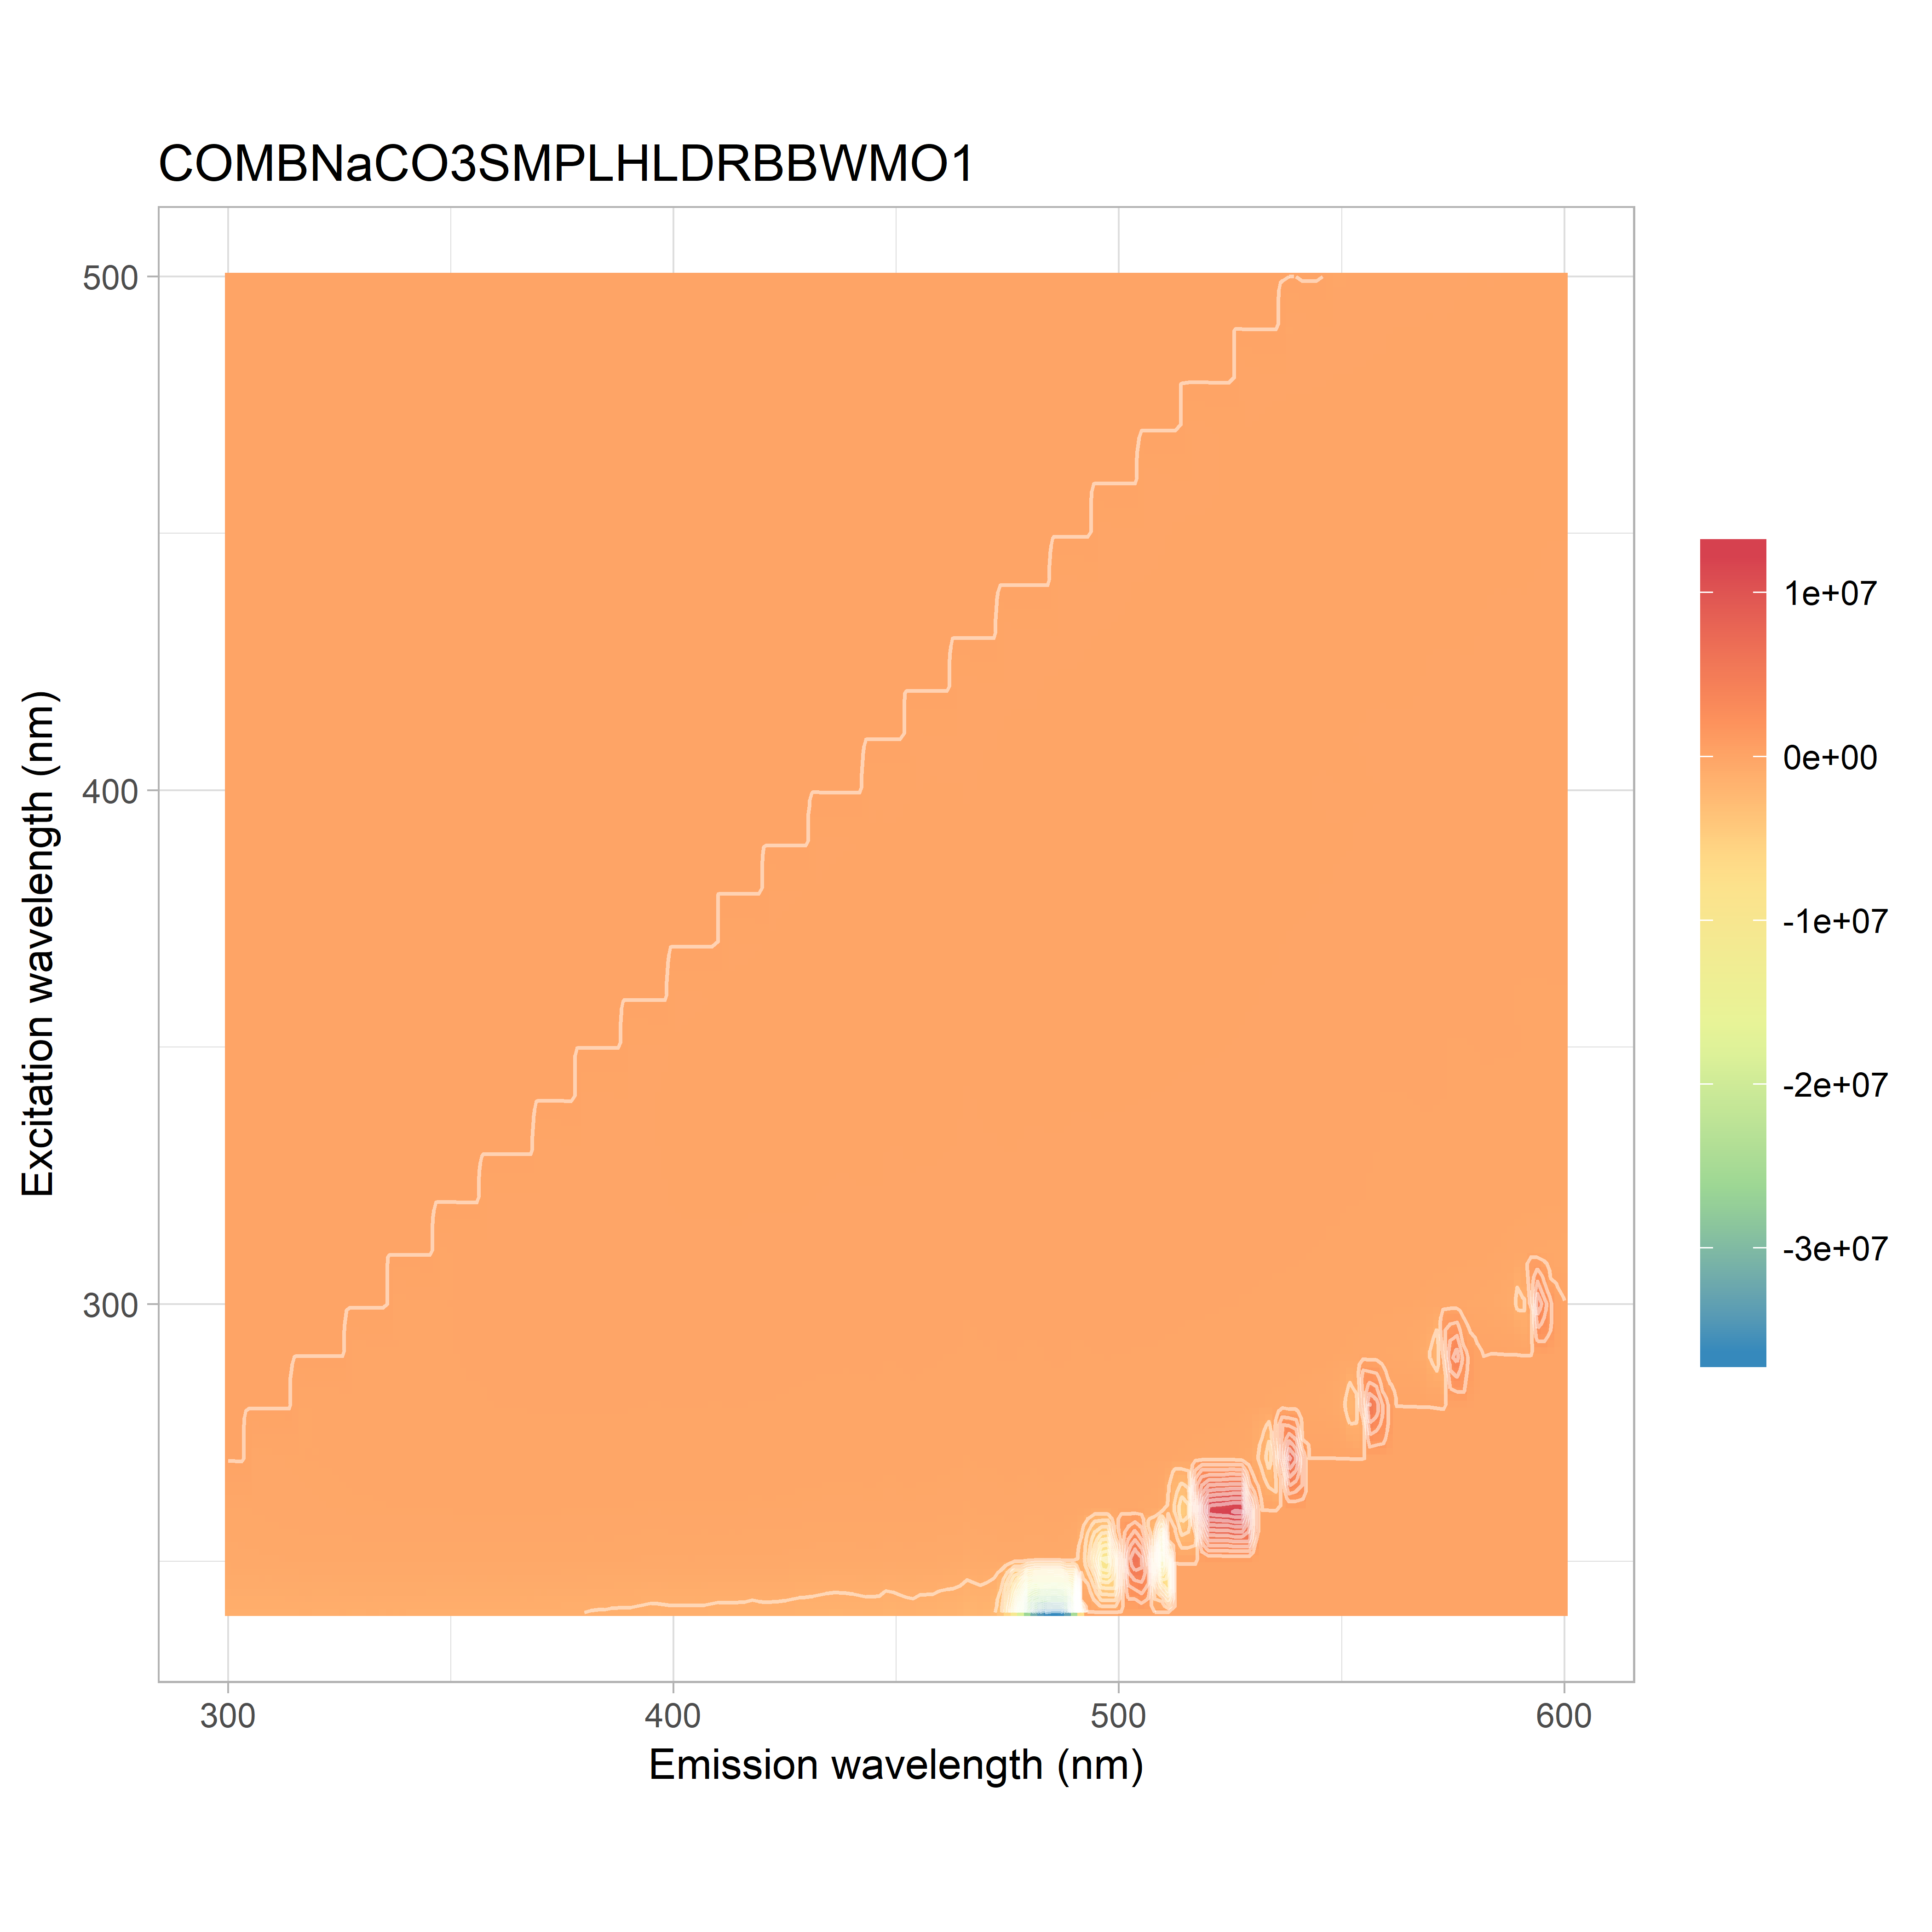 COMBNaCO3SMPLHLDRBBWMO1
Excitation wavelength (nm)
500
400
300
300
400
500
600
Emission wavelength (nm)
1e+07
0e+00
-1e+07
-2e+07
-3e+07